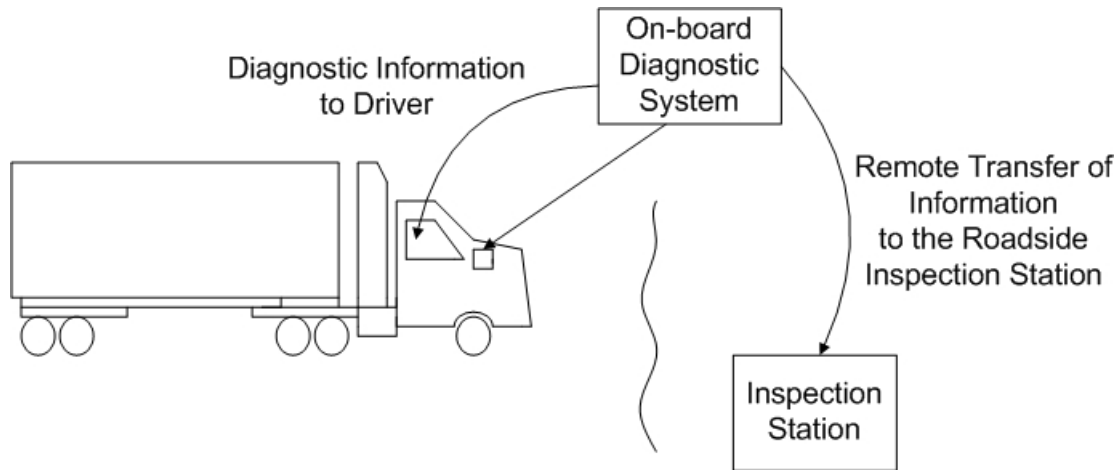 On-board
Diagnostic
System
Diagnostic Information
to Driver
Remote Transfer of
Information
to the Roadside
Inspection Station
Inspection
Station